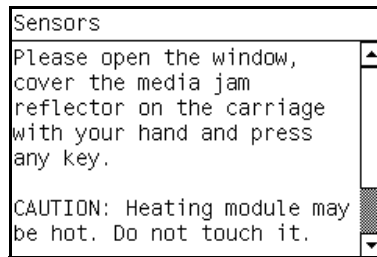 Sensors
Please open the window,
cover the media jam
reflector on the carriage
with your hand and press
any key.
CAUTION: Heating module may
be hot. Do not touch it.